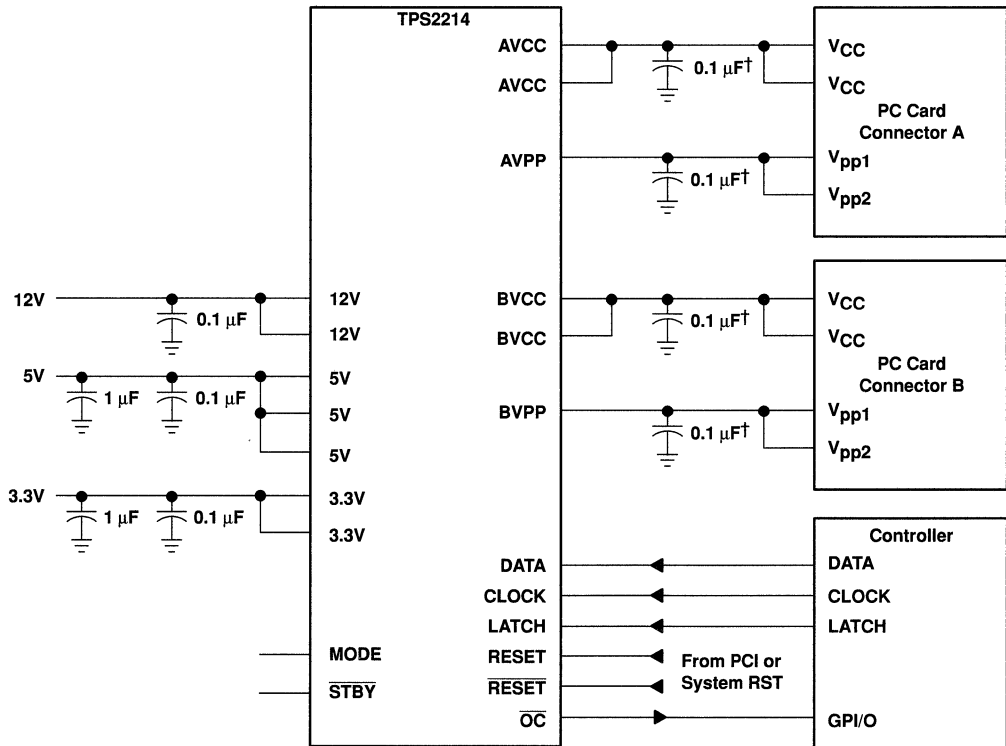 TPS2214
AVCC
AVCC
AVPP
0.1 µF†
0.1 µF†
VCC
VCC
PC Card
Connector A
Vpp1
Vpp2
12V
0.1 µF
12V
12V
5V
1 µF
0.1 µF
5V
5V
5V
3.3V
1 µF
0.1 µF
3.3V
3.3V
BVCC
BVCC
BVPP
0.1 µF†
0.1 µF†
VCC
VCC
PC Card
Connector B
Vpp1
Vpp2
MODE
STBY
DATA
CLOCK
LATCH
RESET
RESET
OC
From PCI or
System RST
Controller
DATA
CLOCK
LATCH
GPI/O